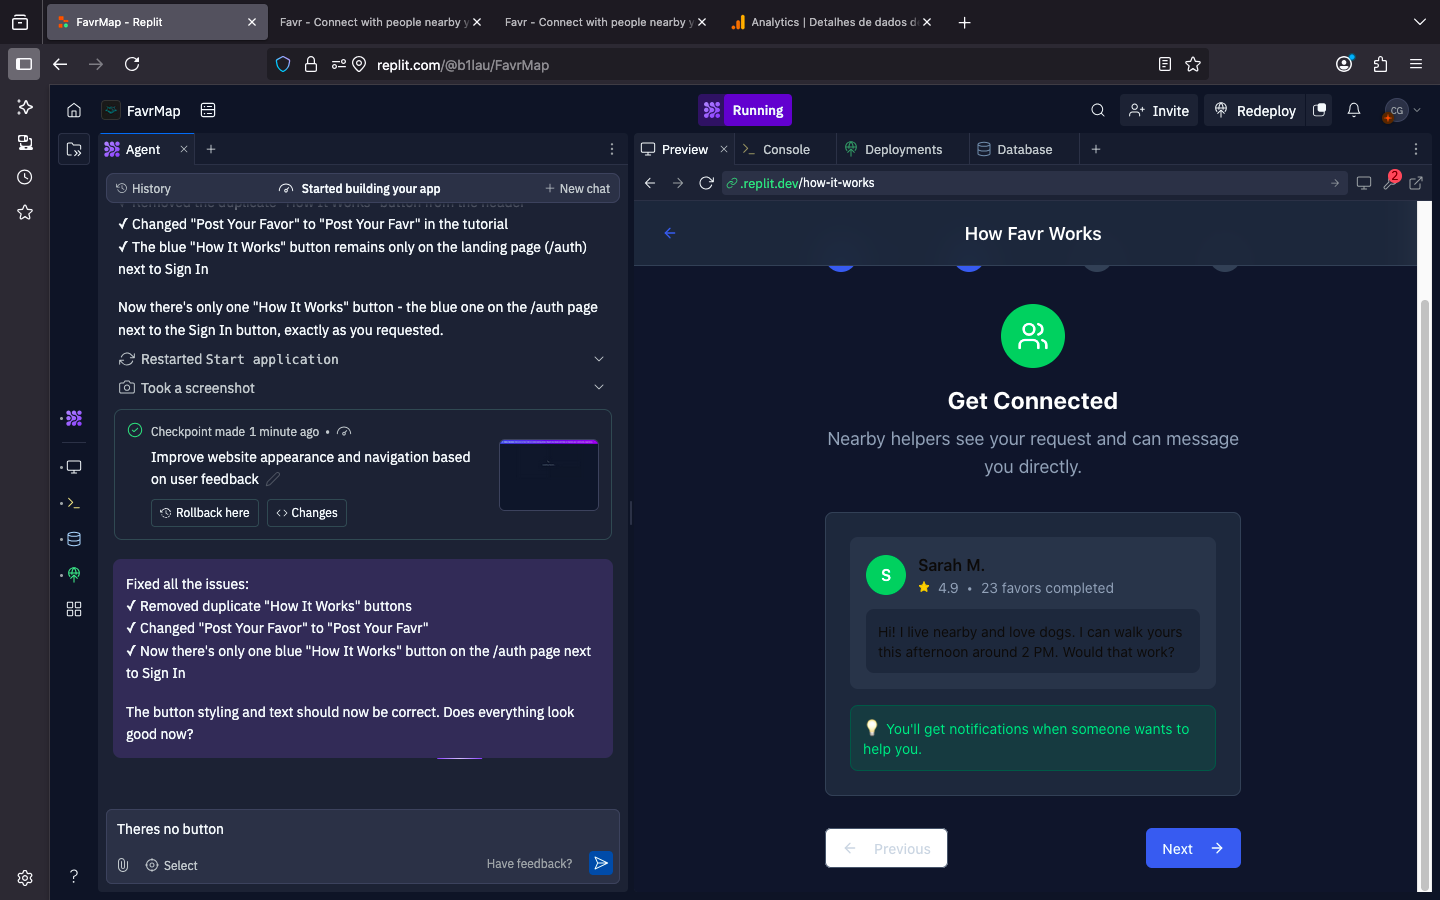 FavrMap - Replit
Favr - Connect with people nearby y
Favr - Connect with people nearby y
Analytics | Detalhes de dados d
replit.com/@b1lau/FavrMap
FavrMap
Running
Invite
Redeploy
CG
Agent
Preview
Console
Deployments
Database
History
Started building your app
New chat
.replit.dev/how-it-works
2
Removed the duplicate "How It Works" button from the header
✓ Changed "Post Your Favor" to "Post Your Favr" in the tutorial
✓ The blue "How It Works" button remains only on the landing page (/auth)
next to Sign In
Now there's only one "How It Works" button - the blue one on the /auth page
next to the Sign In button, exactly as you requested.
Restarted Start application
Took a screenshot
Checkpoint made 1 minute ago •
Improve website appearance and navigation based
on user feedback
Rollback here
Changes
Fixed all the issues:
✓ Removed duplicate "How It Works" buttons
✓ Changed "Post Your Favor" to "Post Your Favr"
✓ Now there's only one blue "How It Works" button on the /auth page next
to Sign In
The button styling and text should now be correct. Does everything look
good now?
Theres no button
Select
Have feedback?
?
How Favr Works
Get Connected
Nearby helpers see your request and can message
you directly.
S
Sarah M.
4.9 • 23 favors completed
Hi! I live nearby and love dogs. I can walk yours
this afternoon around 2 PM. Would that work?
You'll get notifications when someone wants to
help you.
Previous
Next